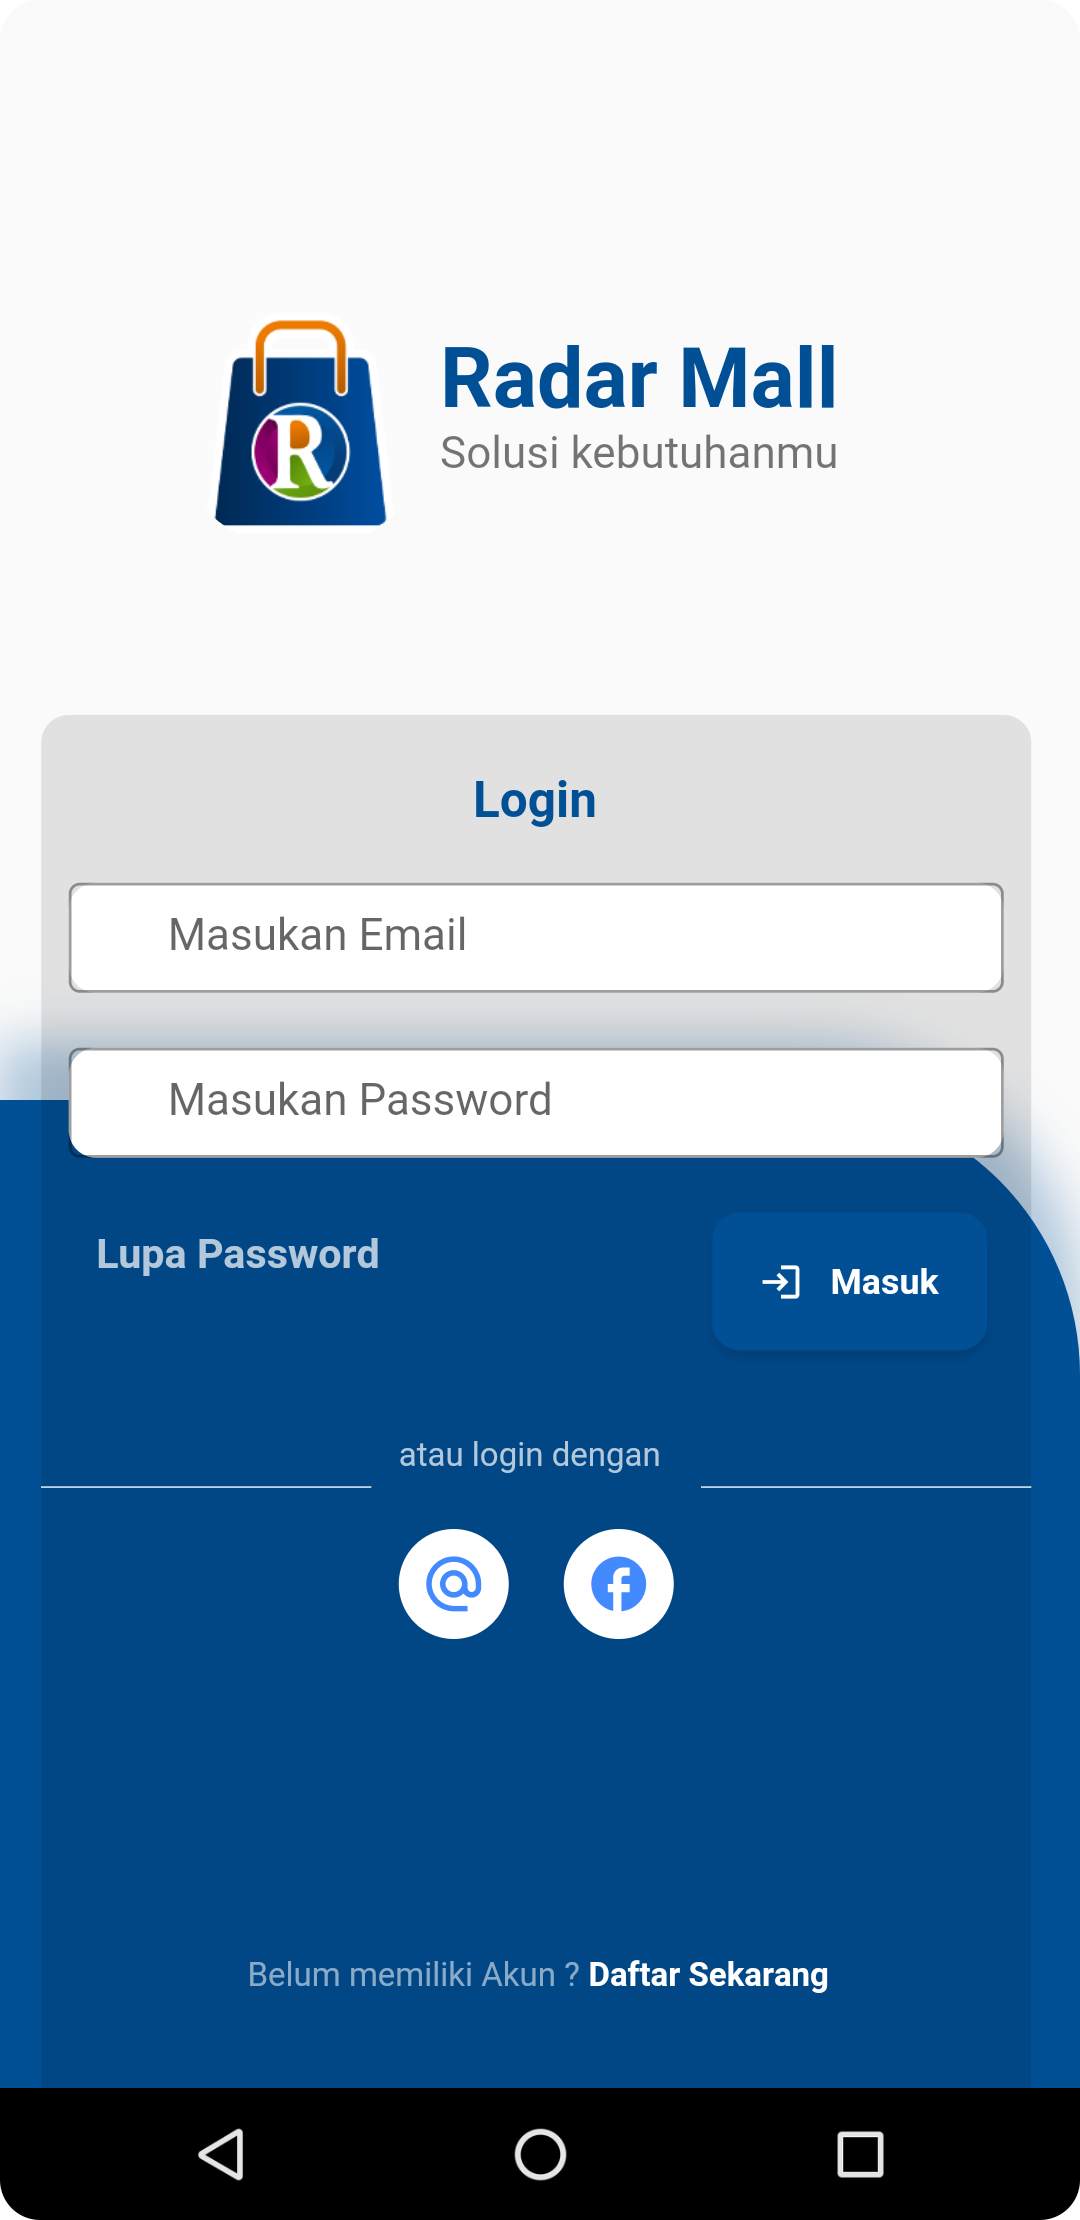 R
Radar Mall
Solusi kebutuhanmu
Login
Masukan Email
Masukan Password
Lupa Password
Masuk
atau login dengan
Belum memiliki Akun ? Daftar Sekarang